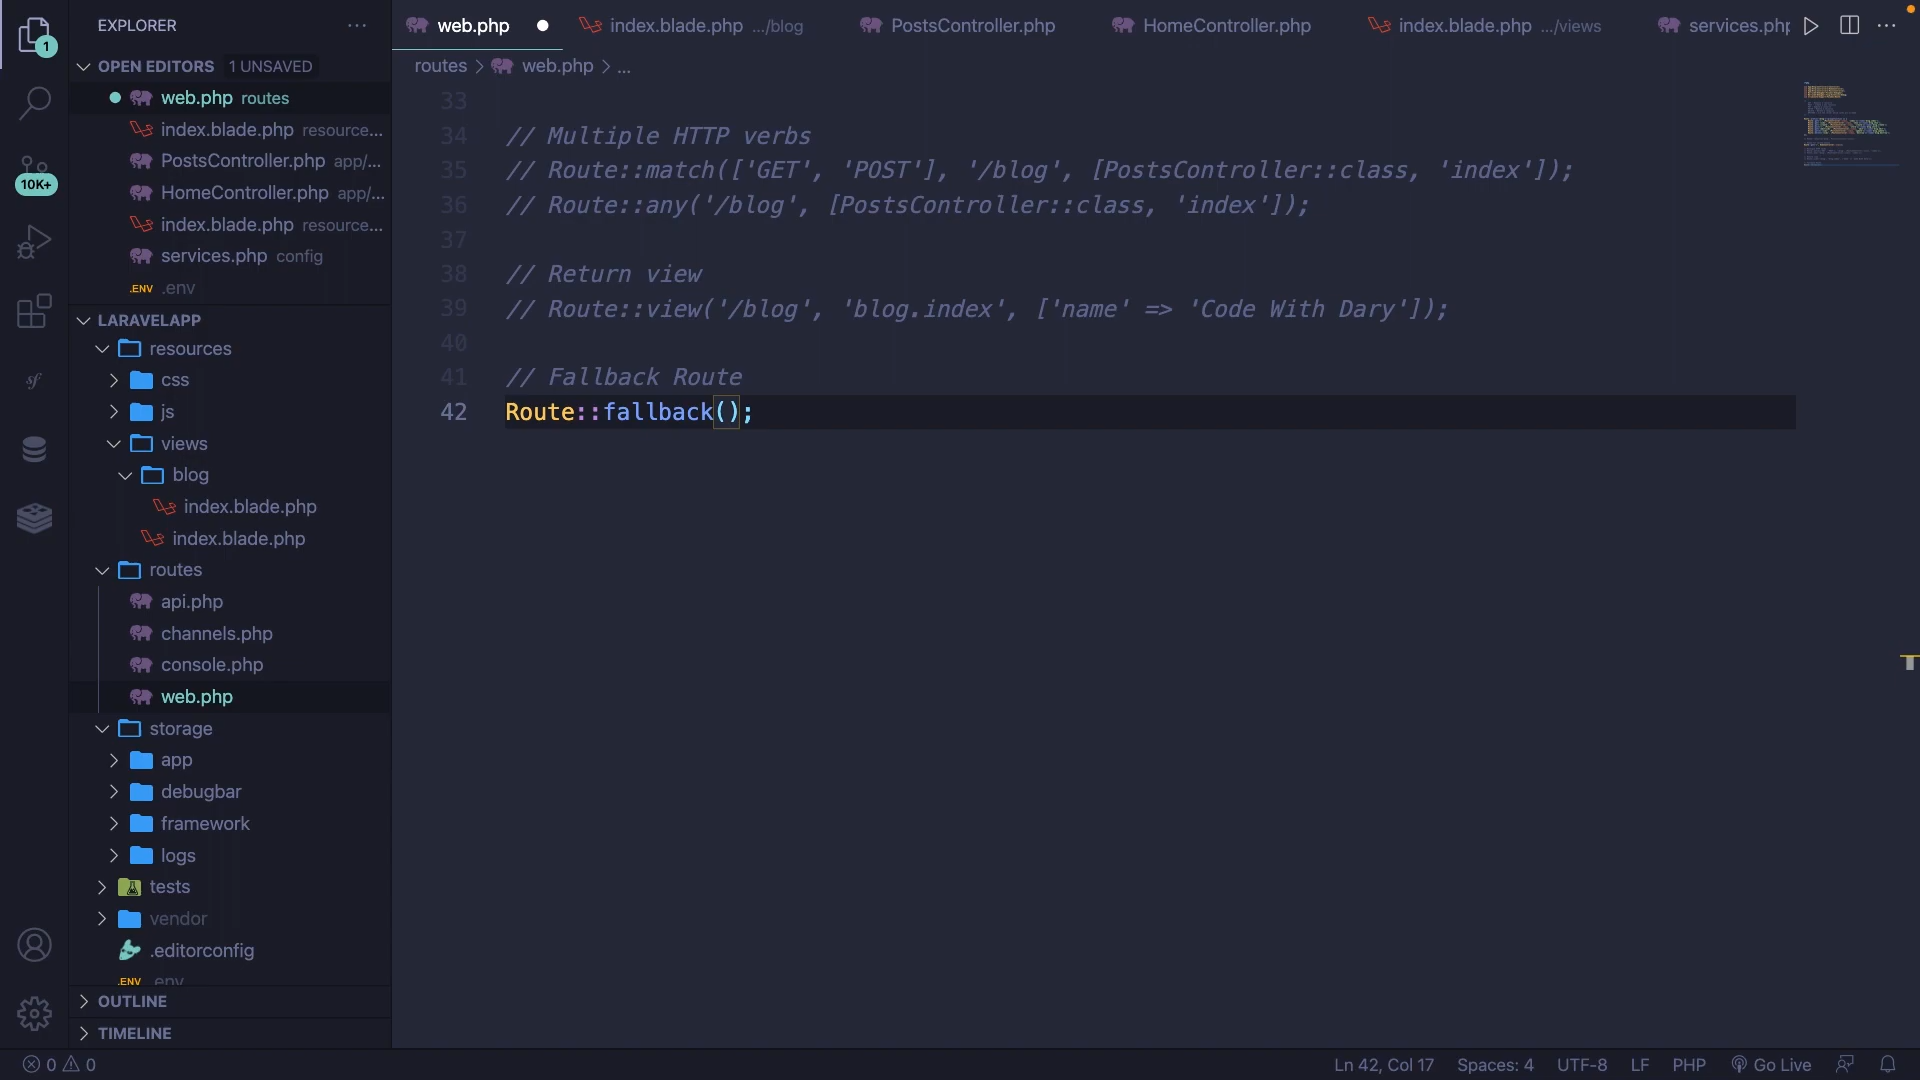 EXPLORER
1
OPEN EDITORS 1 UNSAVED
web.php routes
index.blade.php resource...
PostsController.php app/...
HomeController.php app/...
index.blade.php resource...
services.php config
.ENV .env
10K+
LARAVELAPP
resources
css
js
views
blog
index.blade.php
index.blade.php
routes
api.php
channels.php
console.php
web.php
storage
app
debugbar
framework
logs
tests
vendor
.editorconfig
.ENV .env
OUTLINE
TIMELINE
web.php
index.blade.php .../blog
PostsController.php
HomeController.php
index.blade.php .../views
services.php
routes > web.php > ...
33
34 // Multiple HTTP verbs
35 // Route::match(['GET', 'POST'], '/blog', [PostsController::class, 'index']);
36 // Route::any('/blog', [PostsController::class, 'index']);
37
38 // Return view
39 // Route::view('/blog', 'blog.index', ['name' => 'Code With Dary']);
40
41 // Fallback Route
42 Route::fallback();
0 0
Ln 42, Col 17 Spaces: 4 UTF-8 LF PHP Go Live